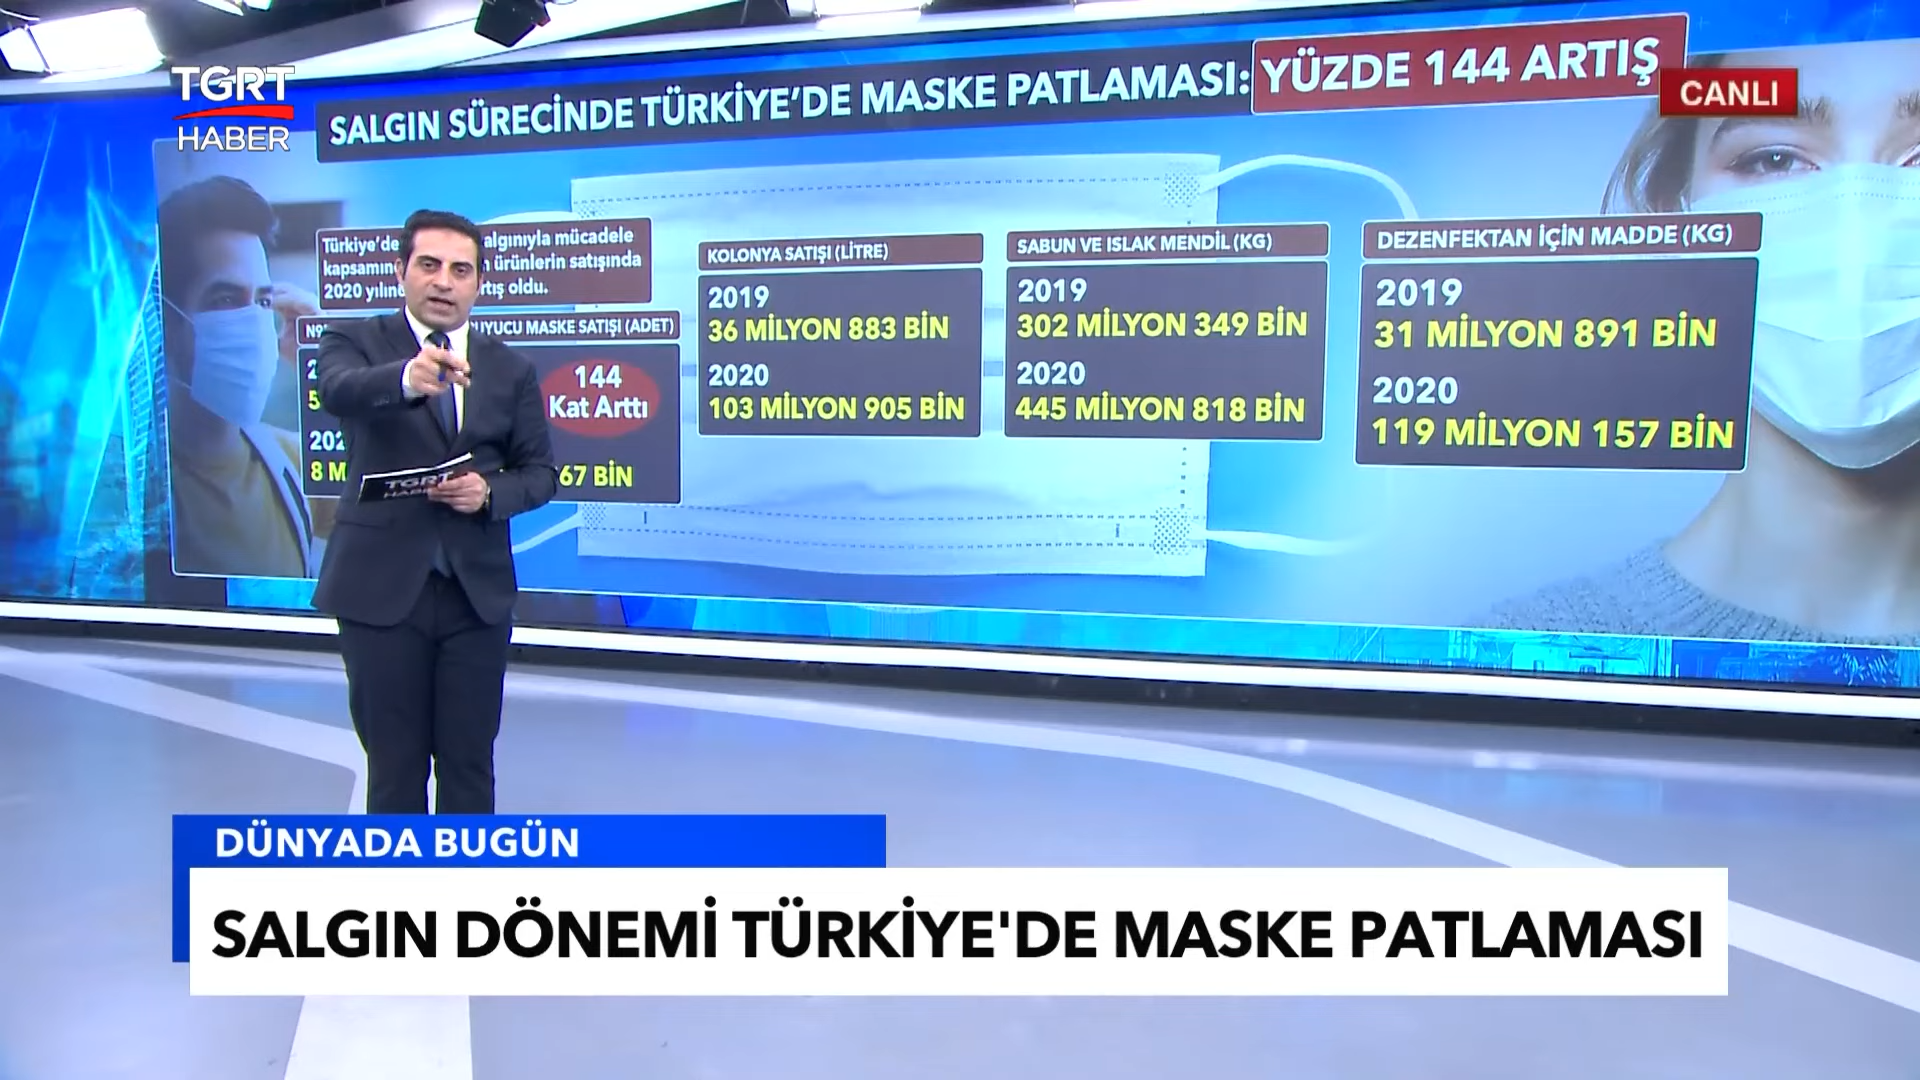 TGRT
HABER
SALGIN SÜRECİNDE TÜRKİYE'DE MASKE PATLAMASI: YÜZDE 144 ARTIŞ
CANLI
Türkiye'de algınıyla mücadele
ürünlerin satışında
2020 oldu.
MASKE SATIŞI (ADET)
144
Kat Arttı
67 BİN
KOLONYA SATIŞI (LİTRE)
2019
36 MİLYON 883 BİN
2020
103 MİLYON 905 BİN
SABUN VE ISLAK MENDİL (KG)
2019
302 MİLYON 349 BİN
2020
445 MİLYON 818 BİN
DEZENFEKTAN İÇİN MADDE (KG)
2019
31 MİLYON 891 BİN
2020
119 MİLYON 157 BİN
TGRT
HABER
DÜNYADA BUGÜN
SALGIN DÖNEMİ TÜRKİYE'DE MASKE PATLAMASI